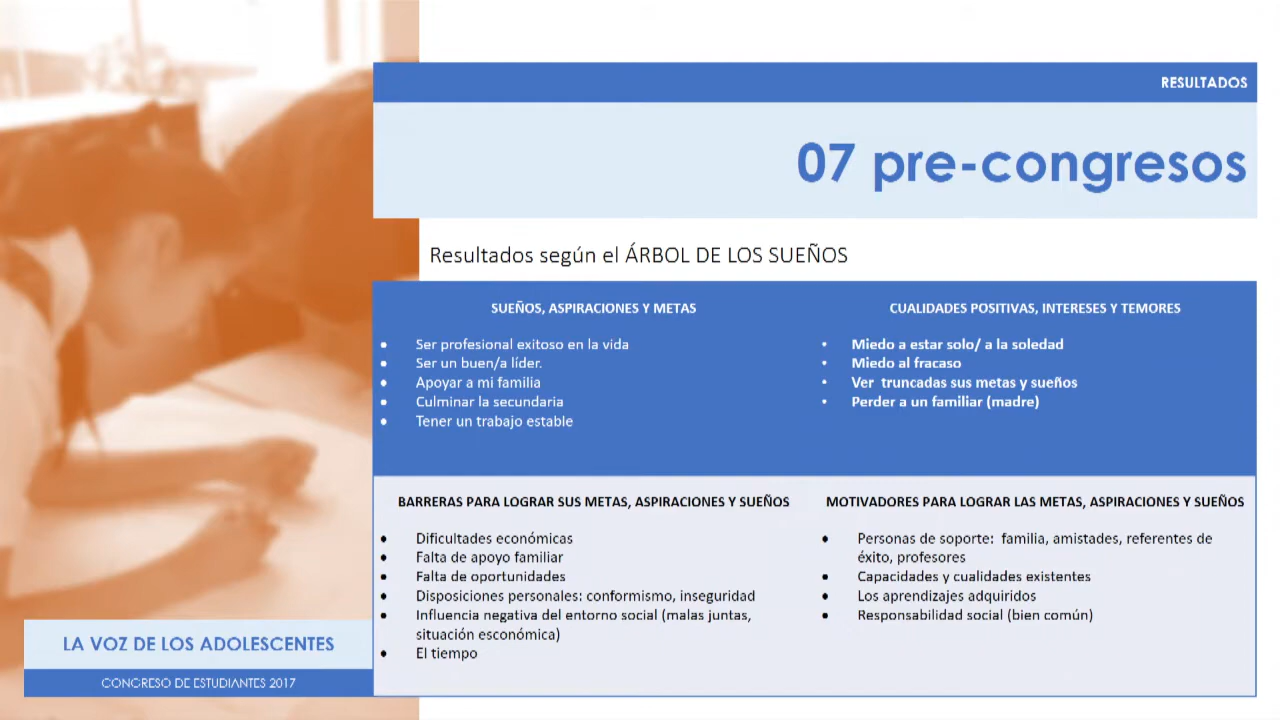 RESULTADOS
07 pre-congresos
Resultados según el ÁRBOL DE LOS SUEÑOS
SUEÑOS, ASPIRACIONES Y METAS
• Ser profesional exitoso en la vida
• Ser un buen/a líder.
• Apoyar a mi familia
• Culminar la secundaria
• Tener un trabajo estable
CUALIDADES POSITIVAS, INTERESES Y TEMORES
• Miedo a estar solo/ a la soledad
• Miedo al fracaso
• Ver truncadas sus metas y sueños
• Perder a un familiar (madre)
BARRERAS PARA LOGRAR SUS METAS, ASPIRACIONES Y SUEÑOS
• Dificultades económicas
• Falta de apoyo familiar
• Falta de oportunidades
• Disposiciones personales: conformismo, inseguridad
• Influencia negativa del entorno social (malas juntas,
situación esconómica)
• El tiempo
MOTIVADORES PARA LOGRAR LAS METAS, ASPIRACIONES Y SUEÑOS
• Personas de soporte: familia, amistades, referentes de
éxito, profesores
• Capacidades y cualidades existentes
• Los aprendizajes adquiridos
• Responsabilidad social (bien común)
LA VOZ DE LOS ADOLESCENTES
CONGRESO DE ESTUDIANTES 2017